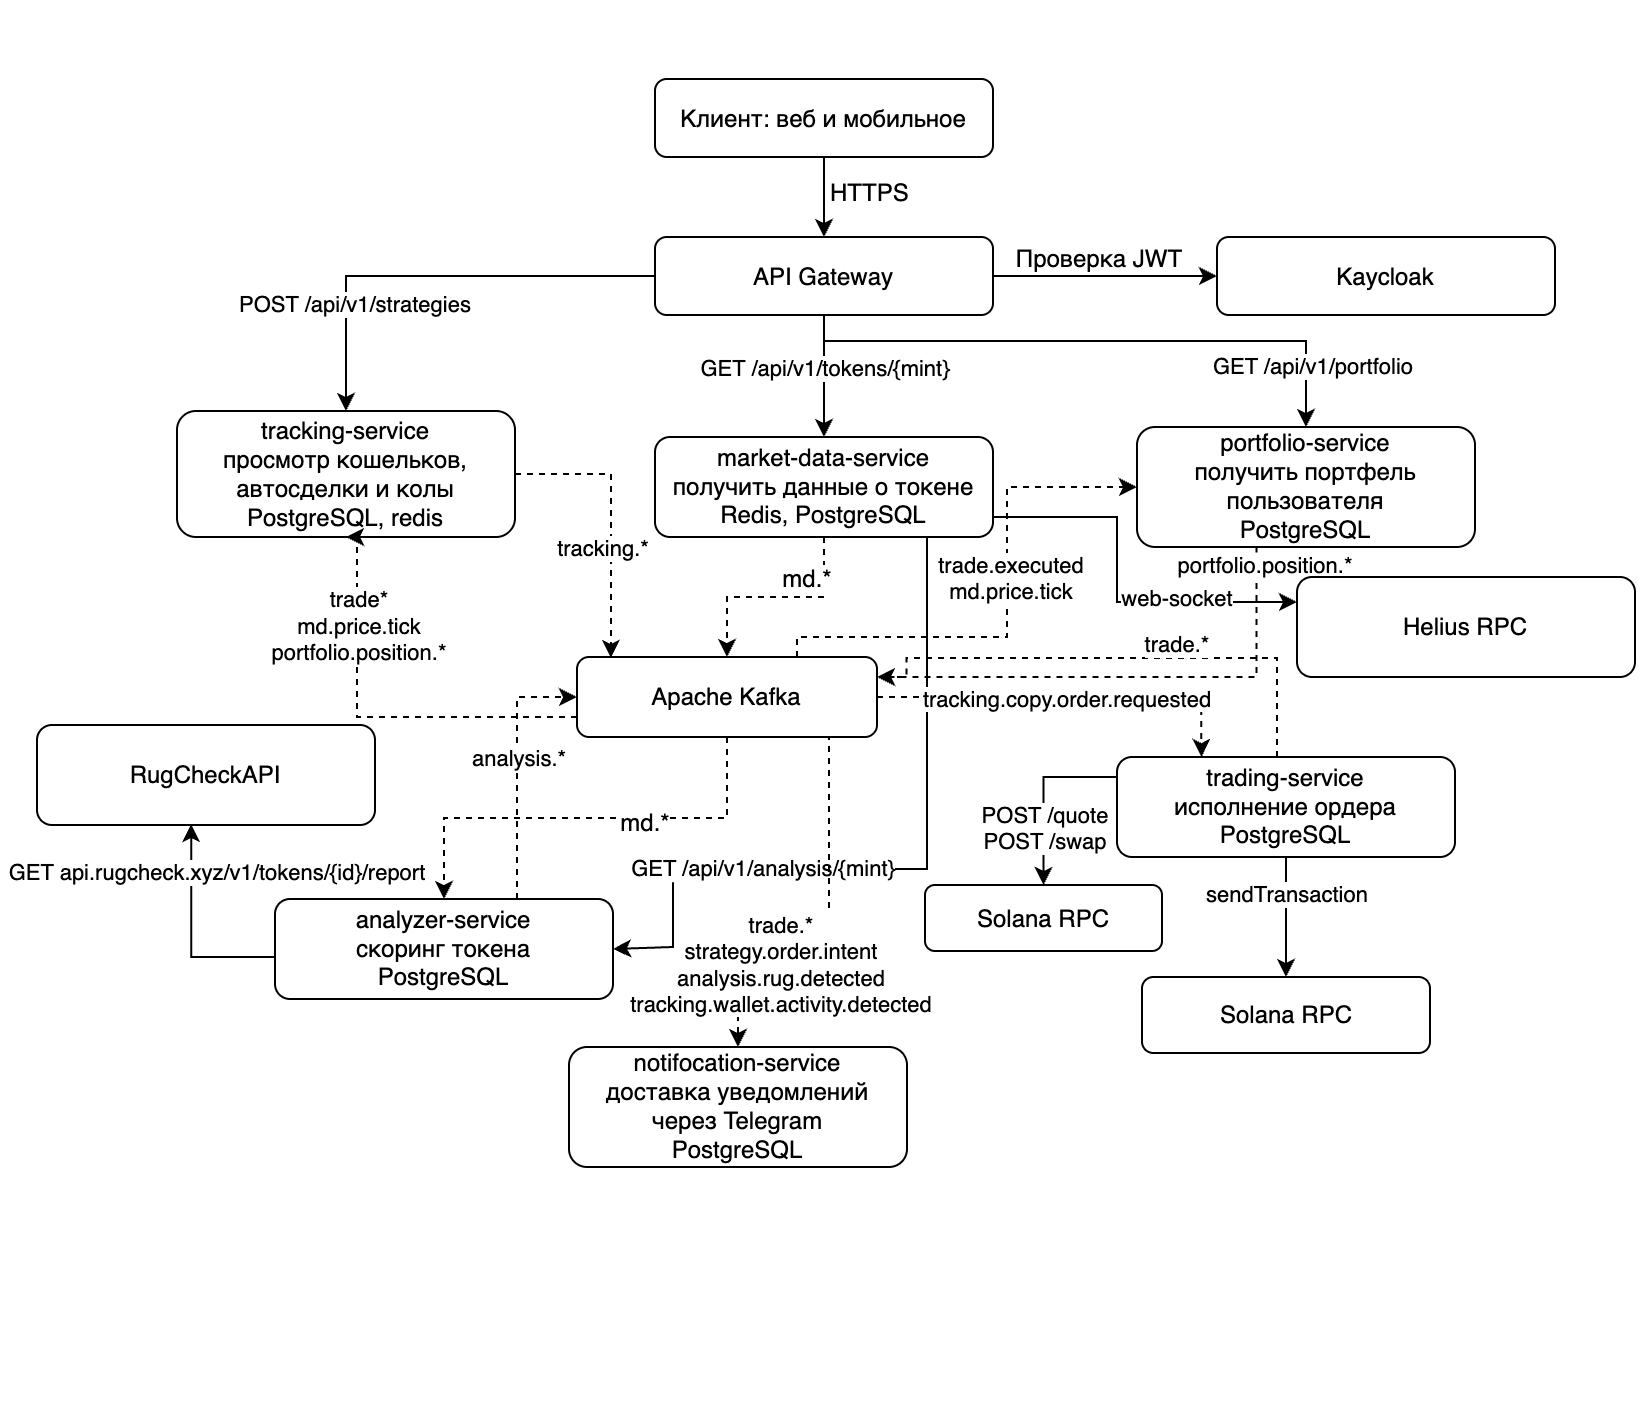 Клиент: веб и мобильное
HTTPS
API Gateway
Проверка JWT
Kaycloak
POST /api/v1/strategies
GET /api/v1/tokens/{mint}
GET /api/v1/portfolio
tracking-service
просмотр кошельков,
автосделки и колы
PostgreSQL, redis
market-data-service
получить данные о токене
Redis, PostgreSQL
portfolio-service
получить портфель
пользователя
PostgreSQL
tracking.*
md.*
trade.executed
md.price.tick
portfolio.position.*
web-socket
Helius RPC
trade*
md.price.tick
portfolio.position.*
trade.*
Apache Kafka
tracking.copy.order.requested
RugCheckAPI
analysis.*
md.*
trading-service
исполнение ордера
PostgreSQL
POST /quote
POST /swap
GET api.rugcheck.xyz/v1/tokens/{id}/report
GET /api/v1/analysis/{mint}
sendTransaction
analyzer-service
скоринг токена
PostgreSQL
Solana RPC
trade.*
strategy.order.intent
analysis.rug.detected
tracking.wallet.activity.detected
Solana RPC
notifocation-service
доставка уведомлений
через Telegram
PostgreSQL